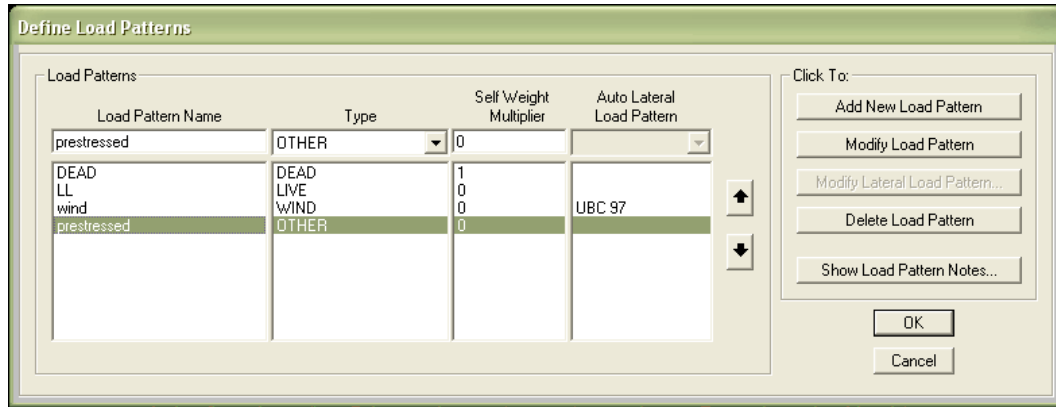 Define Load Patterns
Load Patterns
Click To:
Load Pattern Name Type Self Weight Multiplier Auto Lateral Load Pattern
prestressed OTHER 0
DEAD DEAD 1
LL LIVE 0
wind WIND 0 UBC 97
prestressed OTHER 0
Add New Load Pattern
Modify Load Pattern
Modify Lateral Load Pattern...
Delete Load Pattern
Show Load Pattern Notes...
OK
Cancel